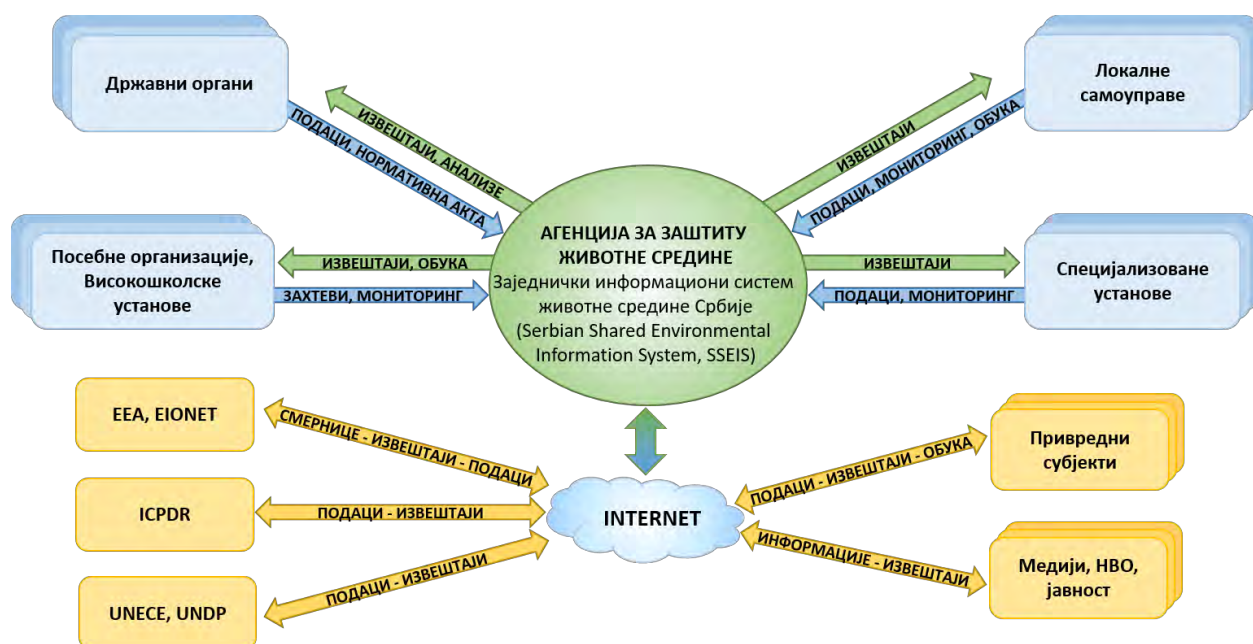 Државни органи
Локалне
самоуправе
ИЗВЕШТАЈИ, АНАЛИЗЕ
ПОДАЦИ, НОРМАТИВНА АКТА
ИЗВЕШТАЈИ
ПОДАЦИ, МОНИТОРИНГ, ОБУКА
Посебне организације,
Високошколске
установе
ИЗВЕШТАЈИ, ОБУКА
ЗАХТЕВИ, МОНИТОРИНГ
АГЕНЦИЈА ЗА ЗАШТИТУ
ЖИВОТНЕ СРЕДИНЕ
Заједнички информациони систем
животне средине Србије
(Serbian Shared Environmental
Information System, SSEIS)
ИЗВЕШТАЈИ
ПОДАЦИ, МОНИТОРИНГ
Специјализоване
установе
EEA, EIONET
СМЕРНИЦЕ - ИЗВЕШТАЈИ - ПОДАЦИ
ICPDR
ПОДАЦИ - ИЗВЕШТАЈИ
UNECE, UNDP
ПОДАЦИ - ИЗВЕШТАЈИ
INTERNET
ПОДАЦИ - ИЗВЕШТАЈИ - ОБУКА
Привредни
субјекти
ИНФОРМАЦИЈЕ - ИЗВЕШТАЈИ
Медији, НВО,
јавност